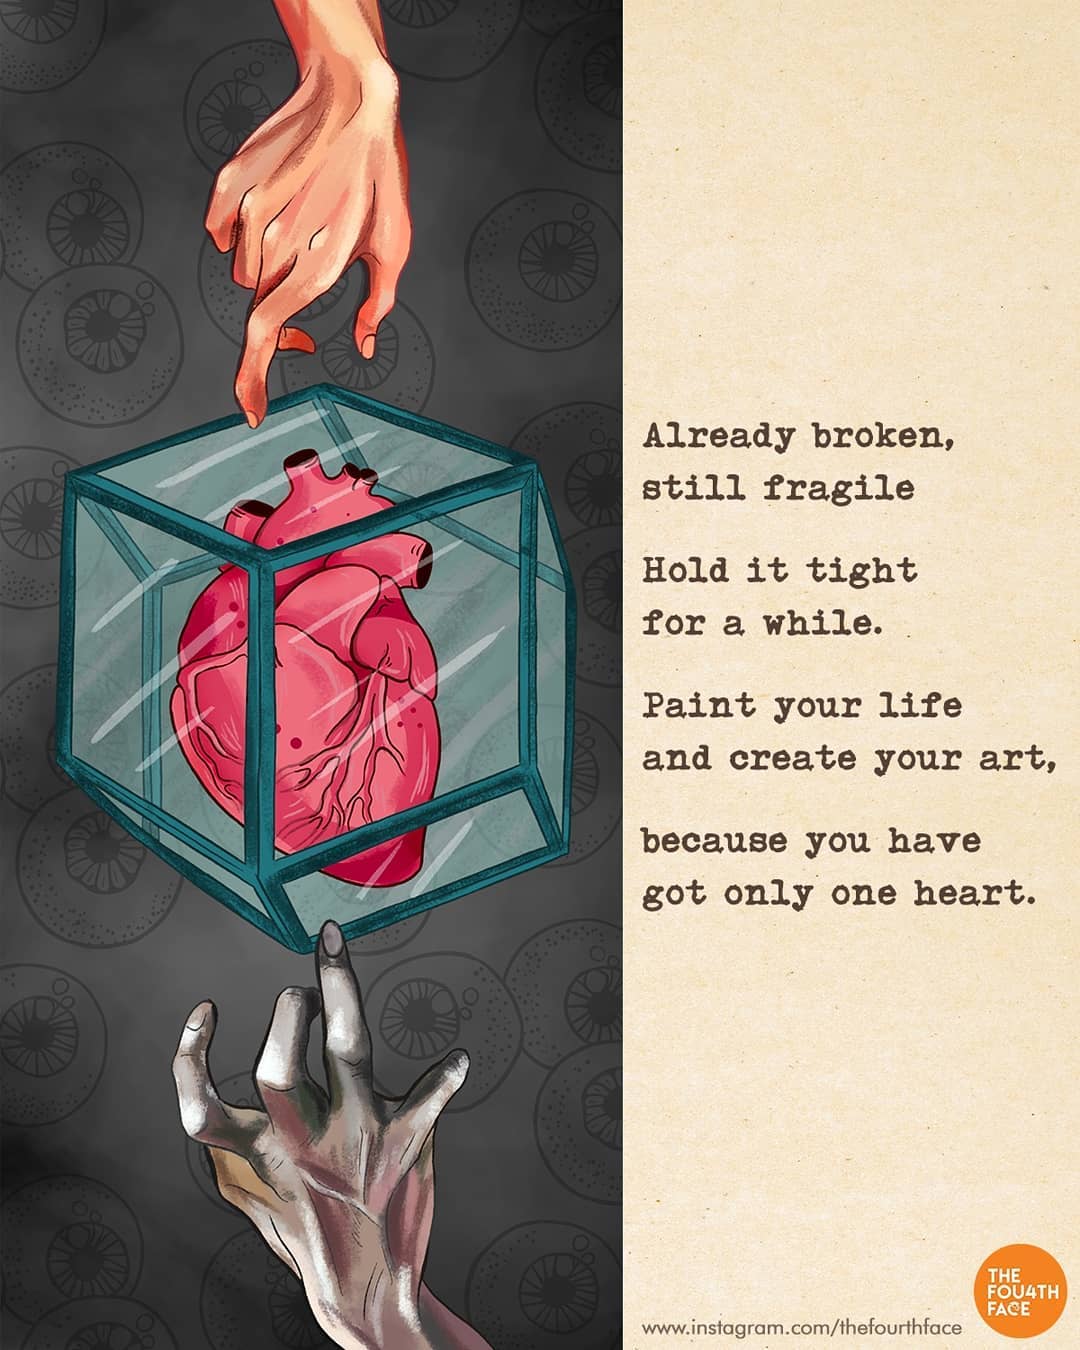 Already broken,
still fragile
Hold it tight
for a while.
Paint your life
and create your art,
because you have
got only one heart.
www.instagram.com/thefourthface
THE
FOU4TH
FACE